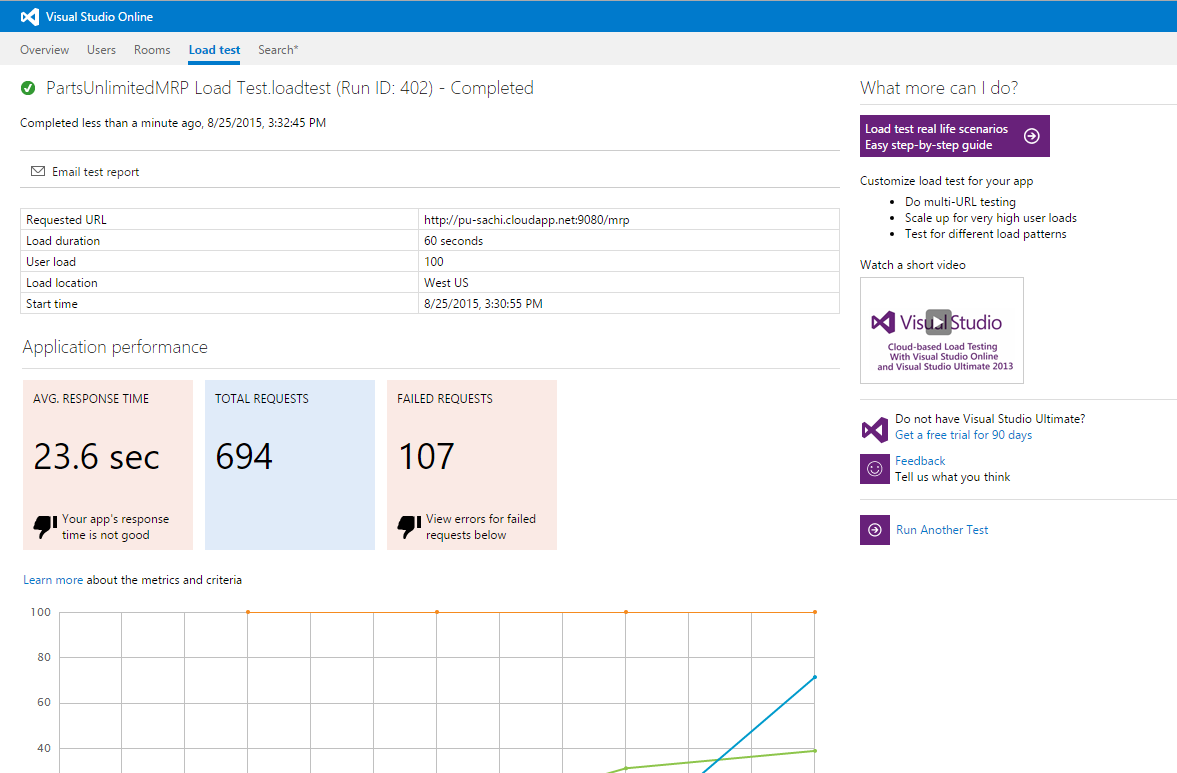 Visual Studio Online
Overview Users Rooms Load test Search*
PartsUnlimitedMRP Load Test.loadtest (Run ID: 402) - Completed
Completed less than a minute ago, 8/25/2015, 3:32:45 PM
Email test report
Requested URL http://pu-sachi.cloudapp.net:9080/mrp
Load duration 60 seconds
User load 100
Load location West US
Start time 8/25/2015, 3:30:55 PM
Application performance
AVG. RESPONSE TIME
23.6 sec
Your app's response
time is not good
TOTAL REQUESTS
694
FAILED REQUESTS
107
View errors for failed
requests below
Learn more about the metrics and criteria
100
80
60
40
What more can I do?
Load test real life scenarios
Easy step-by-step guide
Customize load test for your app
• Do multi-URL testing
• Scale up for very high user loads
• Test for different load patterns
Watch a short video
Visual Studio
Cloud-based Load Testing
With Visual Studio Online
and Visual Studio Ultimate 2013
Do not have Visual Studio Ultimate?
Get a free trial for 90 days
Feedback
Tell us what you think
Run Another Test